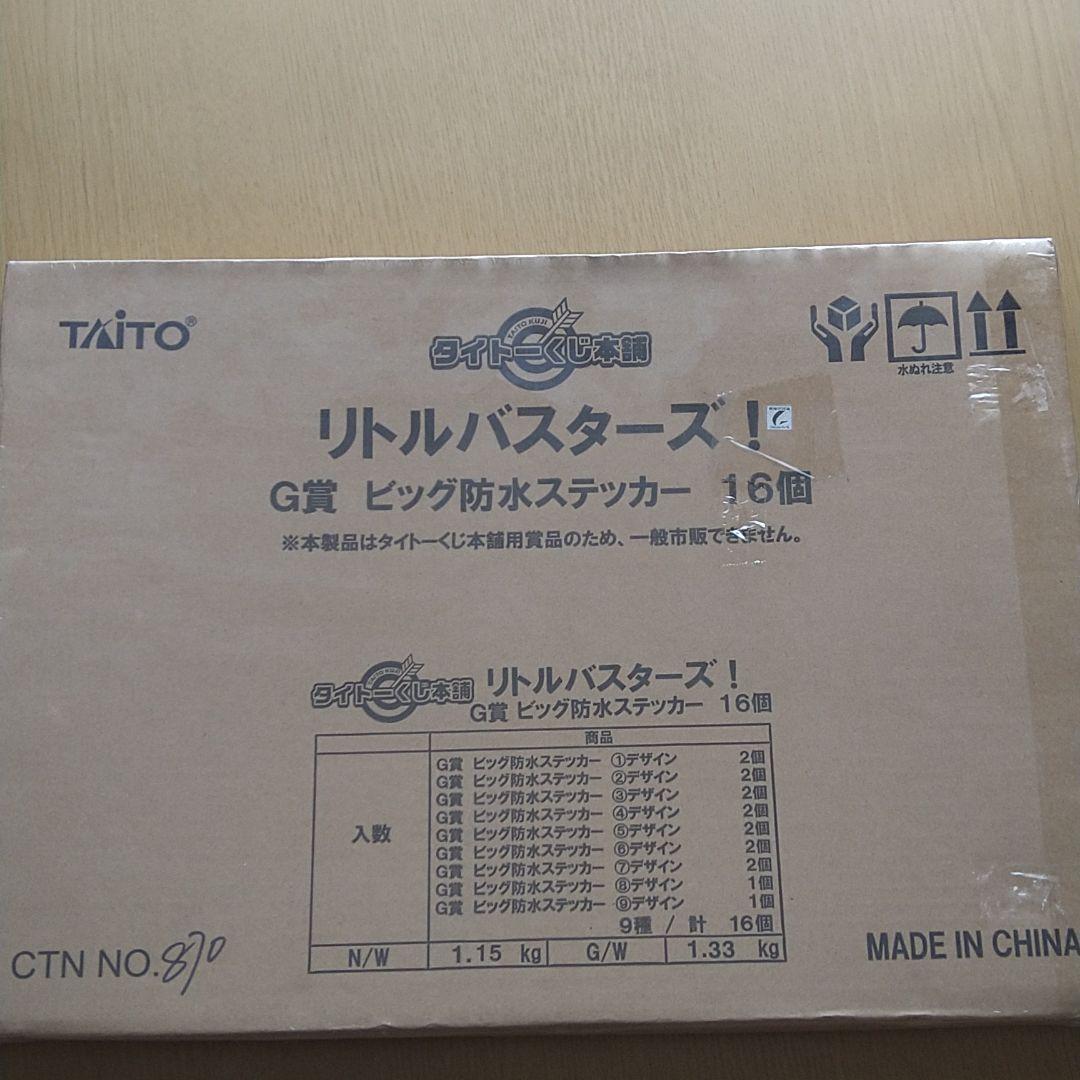 TAITO®
TAITO KUJI
タイトーくじ本舗
水ぬれ注意
リトルバスターズ!
G賞 ビッグ防水ステッカー 16個
※本製品はタイトーくじ本舗用賞品のため、一般市販できません。
TAITO KUJI
タイトーくじ本舗
リトルバスターズ!
G賞 ビッグ防水ステッカー 16個
商品
入数
G賞 ビッグ防水ステッカー ①デザイン 2個
G賞 ビッグ防水ステッカー ②デザイン 2個
G賞 ビッグ防水ステッカー ③デザイン 2個
G賞 ビッグ防水ステッカー ④デザイン 2個
G賞 ビッグ防水ステッカー ⑤デザイン 2個
G賞 ビッグ防水ステッカー ⑥デザイン 2個
G賞 ビッグ防水ステッカー ⑦デザイン 2個
G賞 ビッグ防水ステッカー ⑧デザイン 1個
G賞 ビッグ防水ステッカー ⑨デザイン 1個
9種 / 計 16個
N/W 1.15 kg G/W 1.33 kg
CTN NO.870
MADE IN CHINA